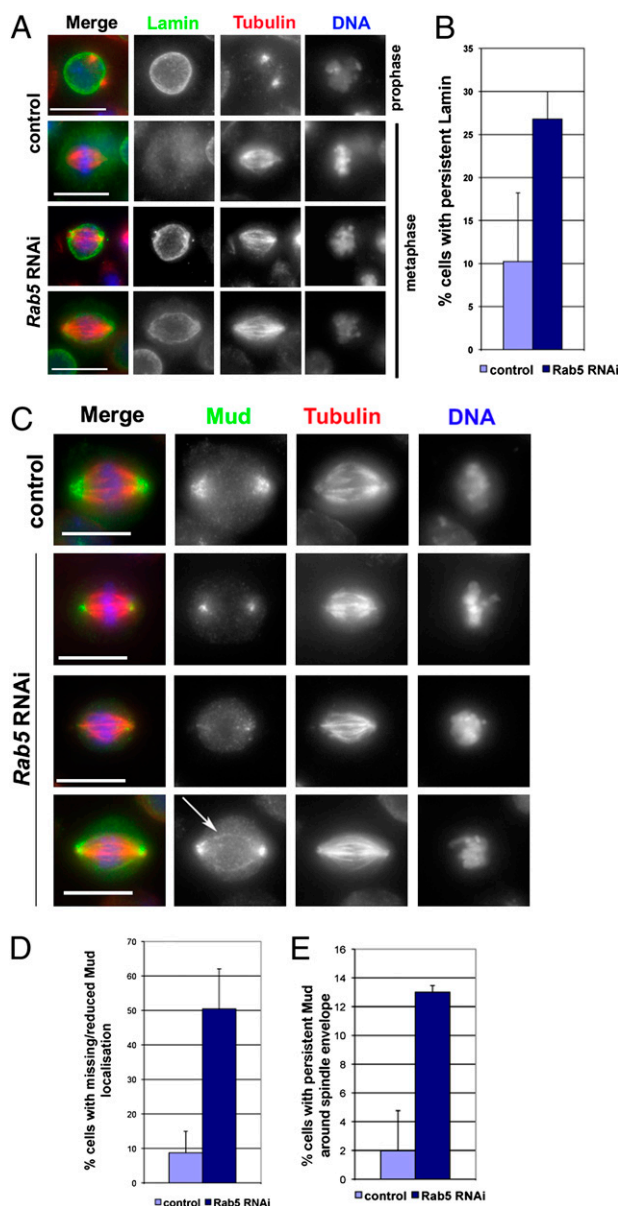 A
Merge Lamin Tubulin DNA
control
Rab5 RNAi
prophase
metaphase
B
% cells with persistent Lamin
35
30
25
20
15
10
5
0
control Rab5 RNAi
C
Merge Mud Tubulin DNA
control
Rab5 RNAi
D
% cells with missing/reduced Mud
localisation
70
60
50
40
30
20
10
0
control Rab5 RNAi
E
% cells with persistent Mud
around spindle envelope
16
14
12
10
8
6
4
2
0
control Rab5 RNAi